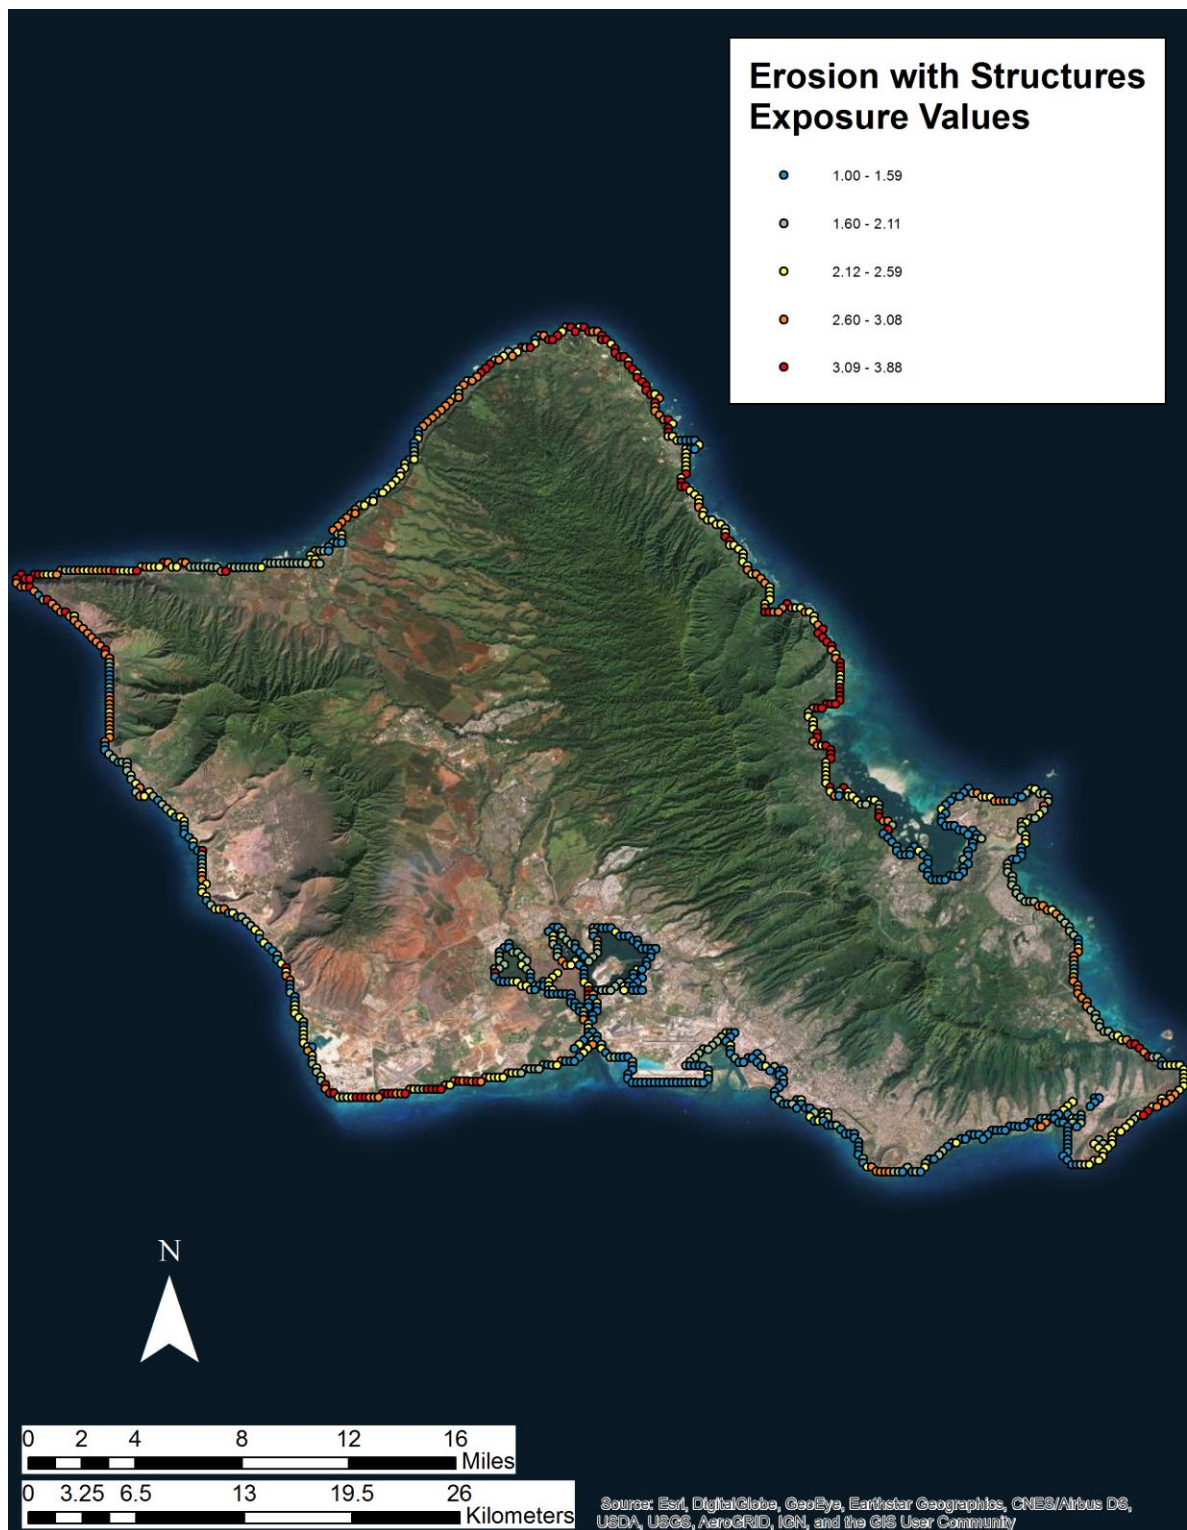 Erosion with Structures
Exposure Values
1.00 - 1.59
1.60 - 2.11
2.12 - 2.59
2.60 - 3.08
3.09 - 3.88
N
0 2 4 8 12 16
Miles
0 3.25 6.5 13 19.5 26
Kilometers
Source: Esri, DigitalGlobe, GeoEye, Earthstar Geographics, CNES/Airbus DS,
USDA, USGS, AeroGRID, IGN, and the GIS User Community